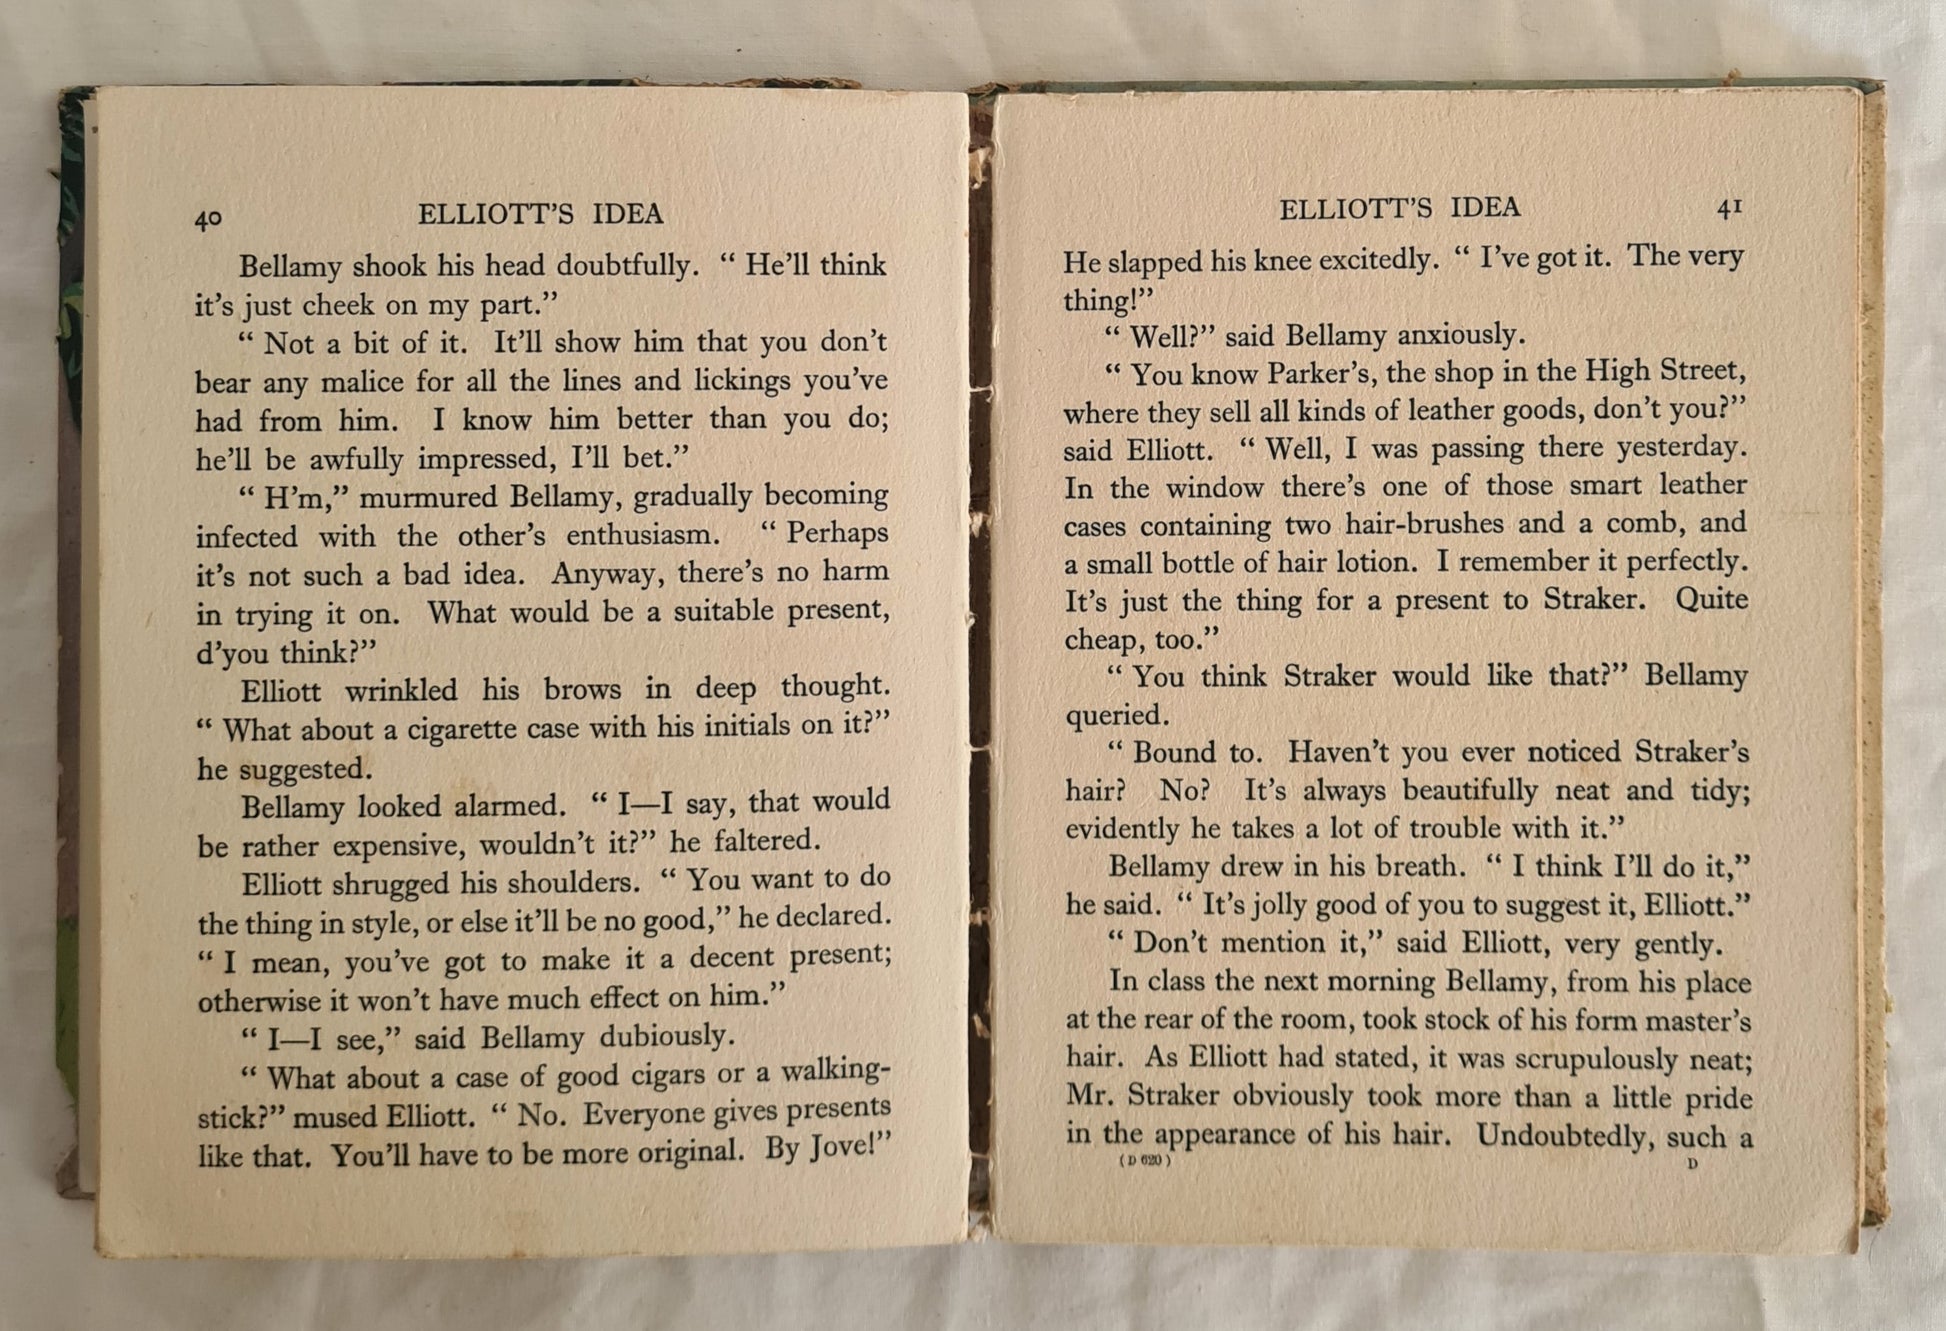 40 ELLIOTT'S IDEA
Bellamy shook his head doubtfully. “ He'll think
it's just cheek on my part.”
“ Not a bit of it. It'll show him that you don't
bear any malice for all the lines and lickings you've
had from him. I know him better than you do;
he'll be awfully impressed, I'll bet.”
“ H'm,” murmured Bellamy, gradually becoming
infected with the other's enthusiasm. “ Perhaps
it's not such a bad idea. Anyway, there's no harm
in trying it on. What would be a suitable present,
d'you think?”
Elliott wrinkled his brows in deep thought.
“ What about a cigarette case with his initials on it?”
he suggested.
Bellamy looked alarmed. “ I—I say, that would
be rather expensive, wouldn't it?” he faltered.
Elliott shrugged his shoulders. “ You want to do
the thing in style, or else it'll be no good,” he declared.
“ I mean, you've got to make it a decent present;
otherwise it won't have much effect on him.”
“ I—I see,” said Bellamy dubiously.
“ What about a case of good cigars or a walking-
stick?” mused Elliott. “ No. Everyone gives presents
like that. You'll have to be more original. By Jove!”
ELLIOTT'S IDEA 41
He slapped his knee excitedly. “ I've got it. The very
thing!”
“ Well?” said Bellamy anxiously.
“ You know Parker's, the shop in the High Street,
where they sell all kinds of leather goods, don't you?”
said Elliott. “ Well, I was passing there yesterday.
In the window there's one of those smart leather
cases containing two hair-brushes and a comb, and
a small bottle of hair lotion. I remember it perfectly.
It's just the thing for a present to Straker. Quite
cheap, too.”
“ You think Straker would like that?” Bellamy
queried.
“ Bound to. Haven't you ever noticed Straker's
hair? No? It's always beautifully neat and tidy;
evidently he takes a lot of trouble with it.”
Bellamy drew in his breath. “ I think I'll do it,”
he said. “ It's jolly good of you to suggest it, Elliott.”
“ Don't mention it,” said Elliott, very gently.
In class the next morning Bellamy, from his place
at the rear of the room, took stock of his form master's
hair. As Elliott had stated, it was scrupulously neat;
Mr. Straker obviously took more than a little pride
in the appearance of his hair. Undoubtedly, such a
(D 620) D